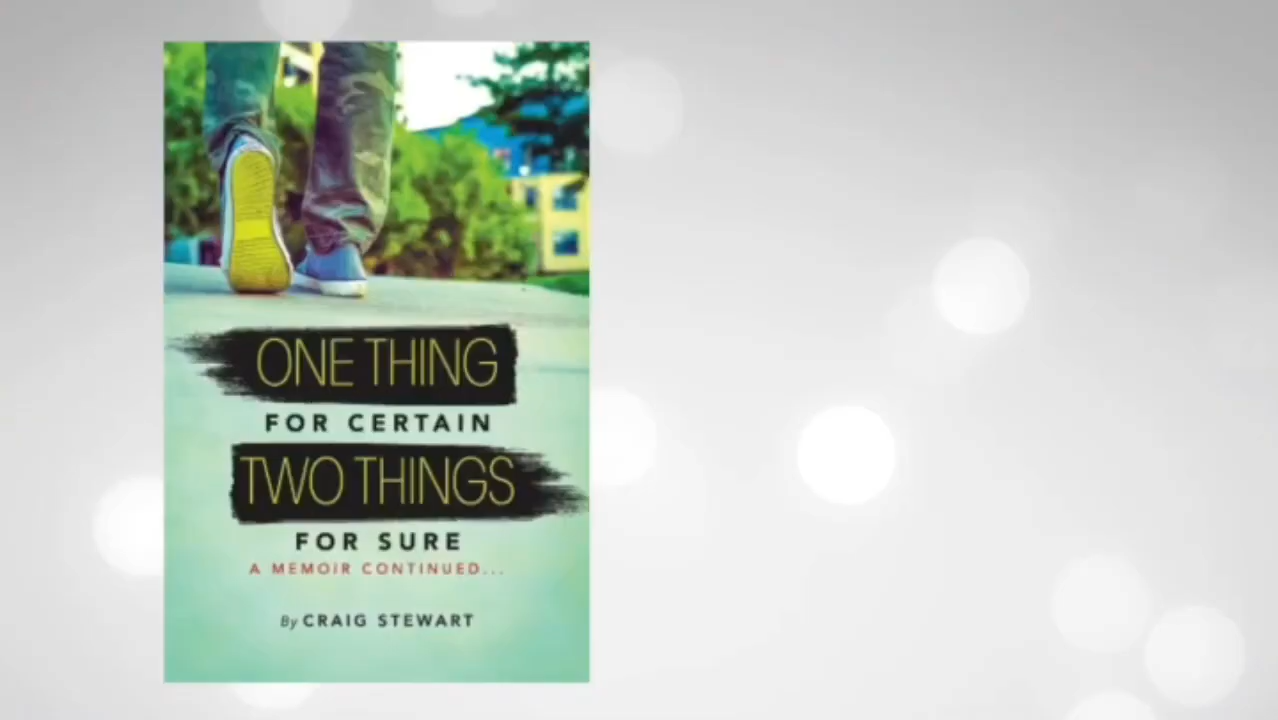 ONE THING
FOR CERTAIN
TWO THINGS
FOR SURE
A MEMOIR CONTINUED...
By CRAIG STEWART